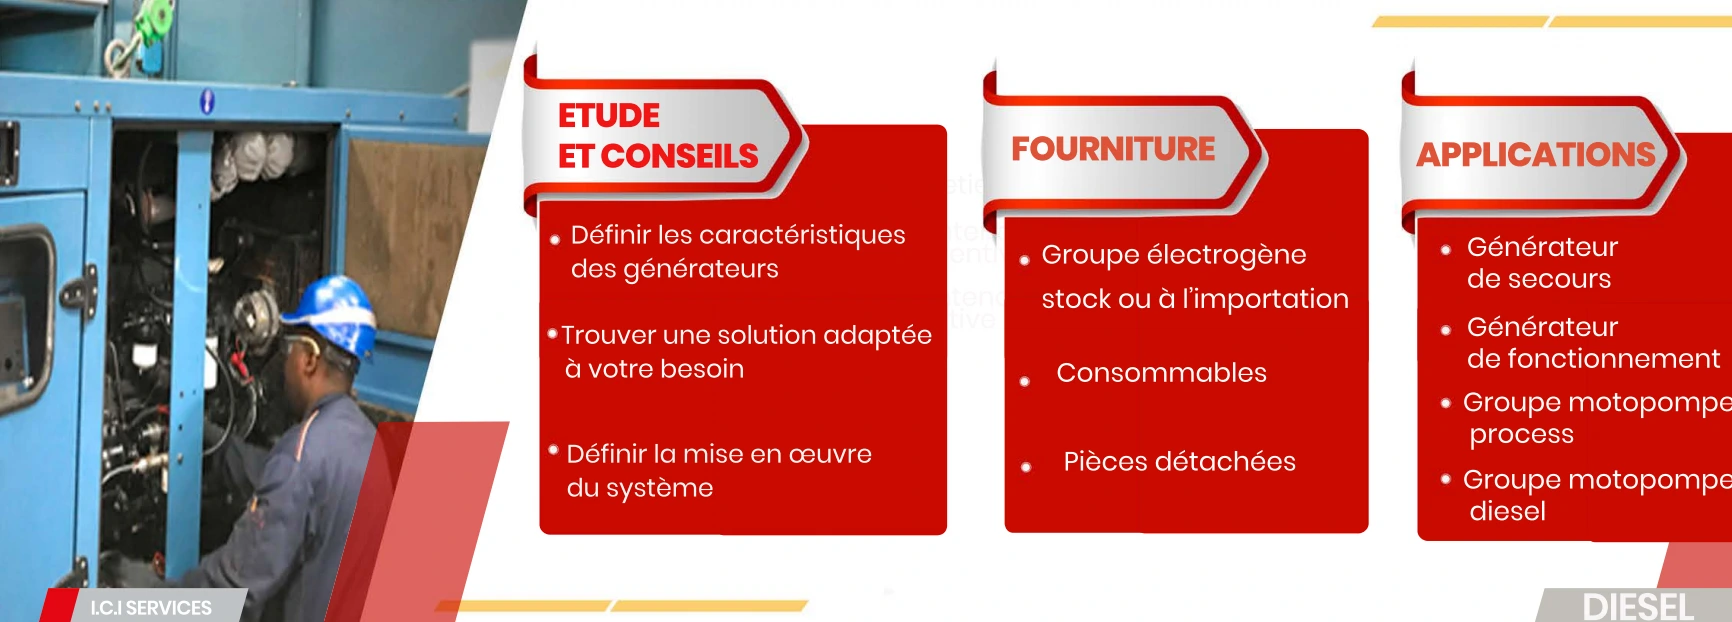 ETUDE
ET CONSEILS
Définir les caractéristiques
des générateurs
Trouver une solution adaptée
à votre besoin
Définir la mise en œuvre
du système
FOURNITURE
Groupe électrogène
stock ou à l'importation
Consommables
Pièces détachées
APPLICATIONS
Générateur
de secours
Générateur
de fonctionnement
Groupe motopompe
process
Groupe motopompe
diesel
I.C.I SERVICES
DIESEL